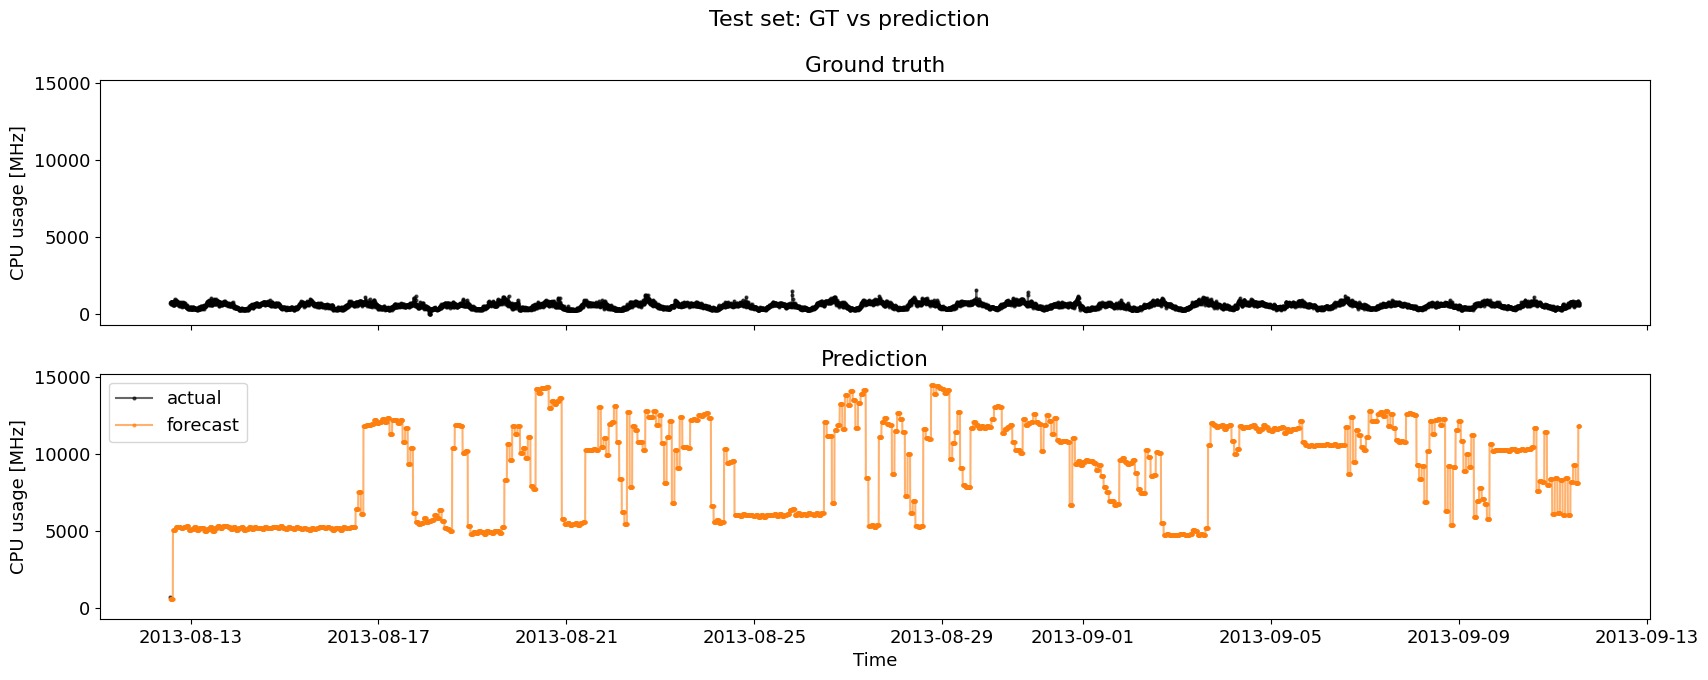 Test set: GT vs prediction
Ground truth
15000
10000
5000
0
CPU usage [MHz]
Prediction
15000
10000
5000
0
CPU usage [MHz]
actual
forecast
2013-08-13 2013-08-17 2013-08-21 2013-08-25 2013-08-29 2013-09-01 2013-09-05 2013-09-09 2013-09-13
Time